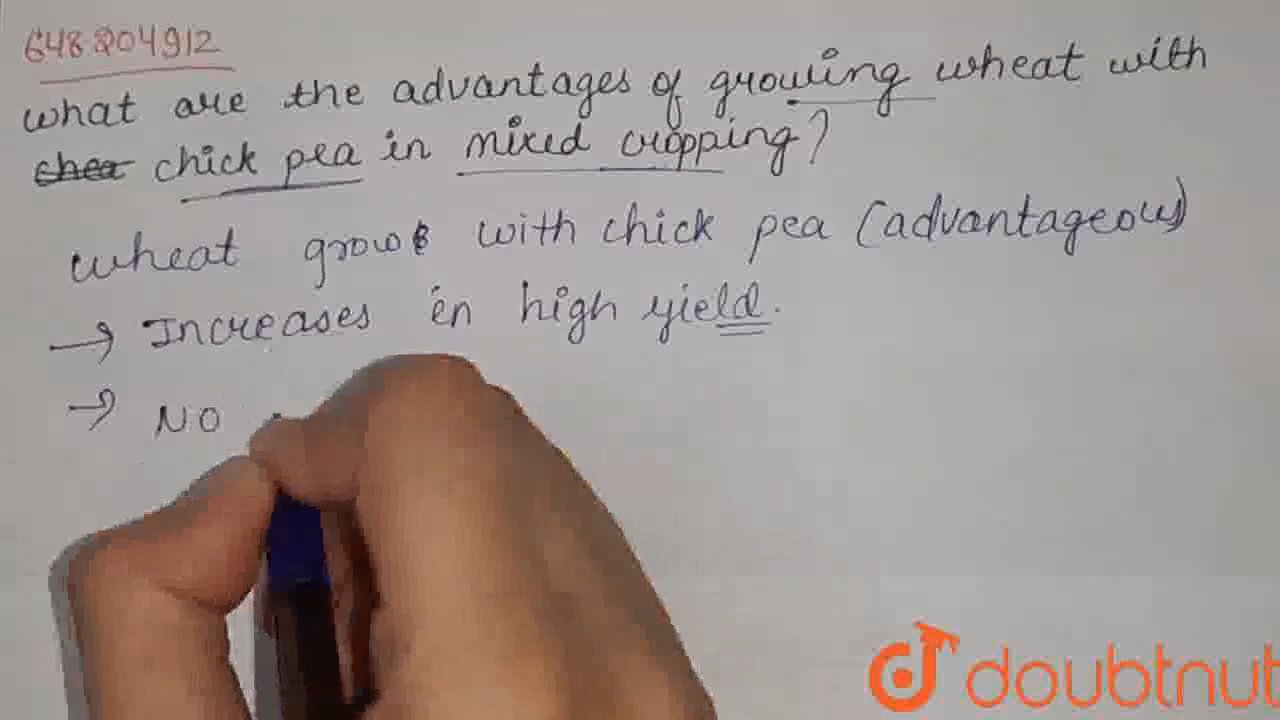 648204912
what are the advantages of growing wheat with
chea chick pea in mixed cropping?
wheat grows with chick pea (advantageous)
→ Increases in high yield.
→ NO
doubtnut